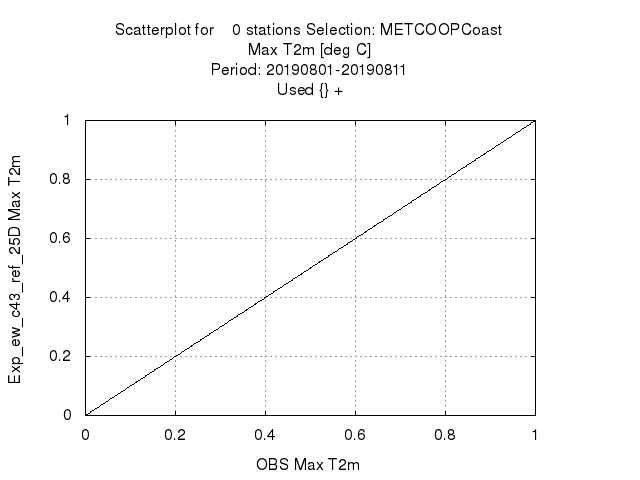 Scatterplot for    0 stations Selection: METCOOPCoast
Max T2m [deg C]
Period: 20190801-20190811
Used {} +
1
0.8
0.6
0.4
0.2
0
Exp_ew_c43_ref_25D Max T2m
0 0.2 0.4 0.6 0.8 1
OBS Max T2m